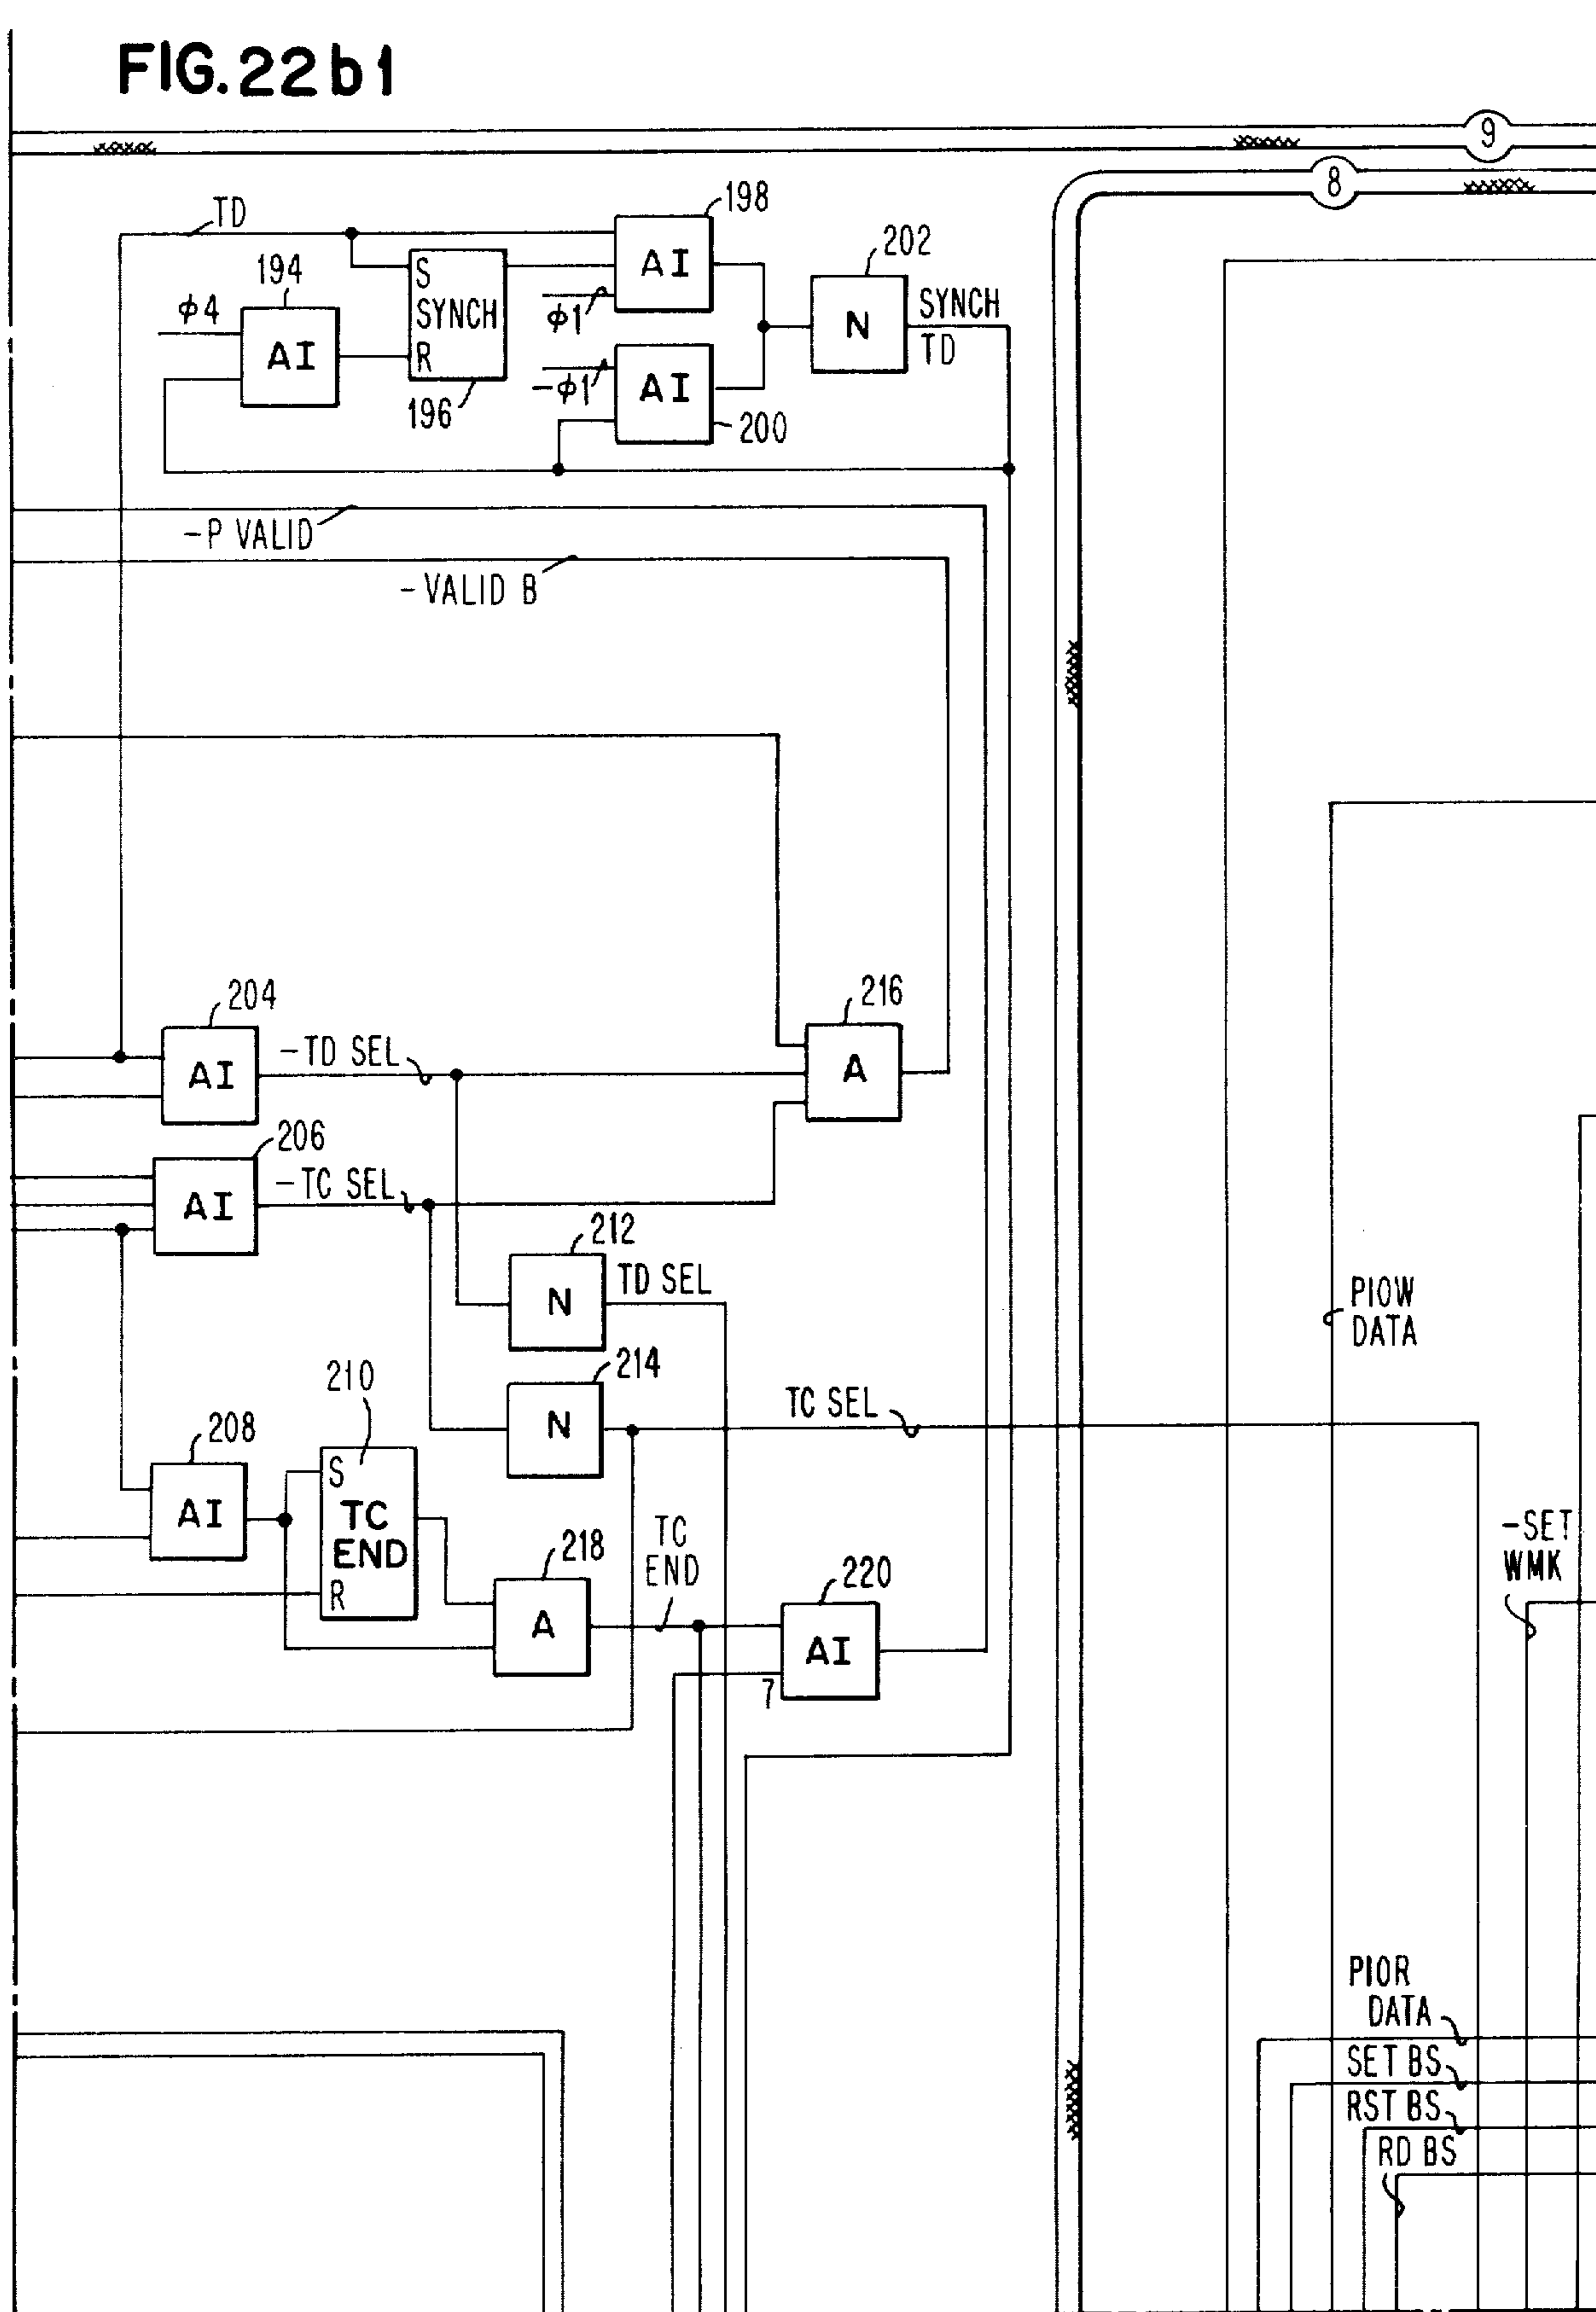 FIG. 22b1
9
8
TD
198
194
S
AI
202
φ4
SYNCH
φ1
SYNCH
AI
R
N
TD
-φ1
AI
196
200
-P VALID
-VALID B
204
216
-TD SEL
AI
A
206
-TC SEL
AI
212
TD SEL
N
PIOW
DATA
210
214
TC SEL
208
N
S
AI
TC
END
-SET
WMK
218
TC
END
220
R
A
AI
7
PIOR
DATA
SET BS
RST BS
RD BS